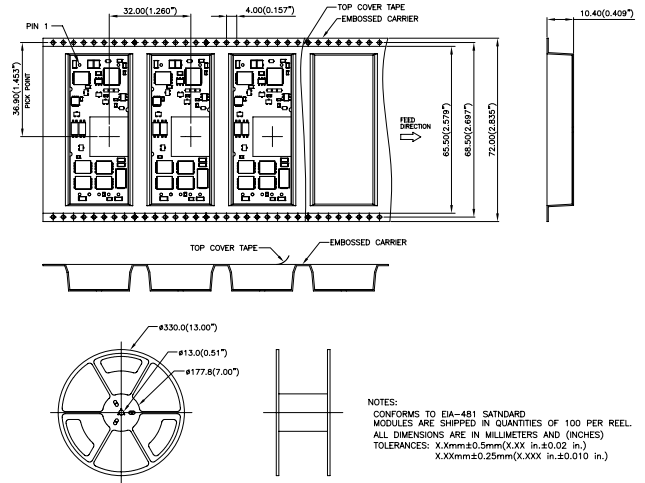 32.00(1.260")
4.00(0.157")
TOP COVER TAPE
EMBOSSED CARRIER
10.40(0.409")
PIN 1
36.90(1.453")
PICK POINT
FEED
DIRECTION
65.50(2.579")
68.50(2.697")
72.00(2.835")
TOP COVER TAPE
EMBOSSED CARRIER
ø330.0(13.00")
ø13.0(0.51")
ø177.8(7.00")
NOTES:
CONFORMS TO EIA-481 SATNDARD
MODULES ARE SHIPPED IN QUANTITIES OF 100 PER REEL.
ALL DIMENSIONS ARE IN MILLIMETERS AND (INCHES)
TOLERANCES: X.Xmm±0.5mm(X.XX in.±0.02 in.)
X.XXmm±0.25mm(X.XXX in.±0.010 in.)